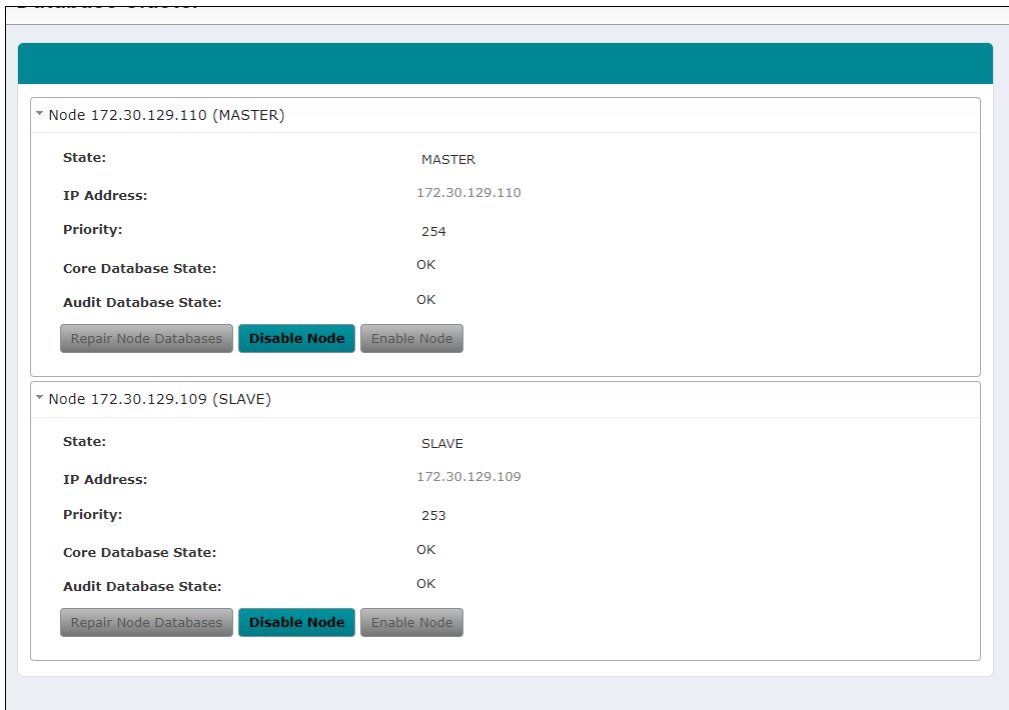 Node 172.30.129.110 (MASTER)
State: MASTER
IP Address: 172.30.129.110
Priority: 254
Core Database State: OK
Audit Database State: OK
Repair Node Databases Disable Node Enable Node
Node 172.30.129.109 (SLAVE)
State: SLAVE
IP Address: 172.30.129.109
Priority: 253
Core Database State: OK
Audit Database State: OK
Repair Node Databases Disable Node Enable Node